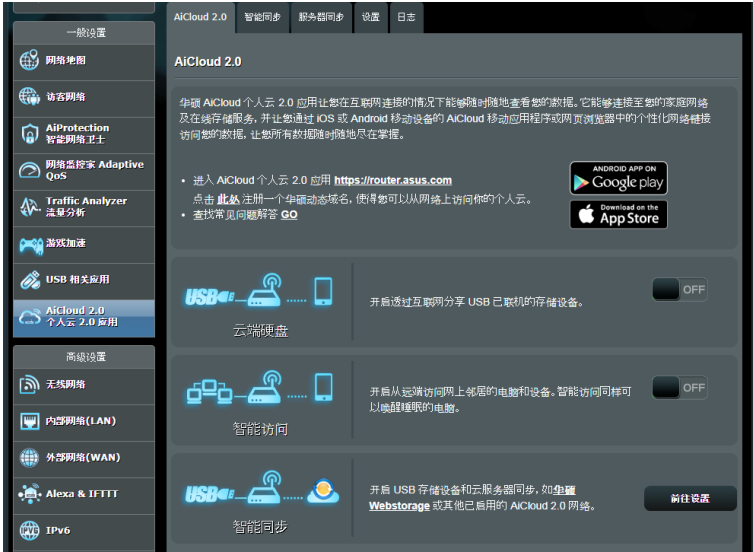 AiCloud 2.0
智能同步
服务器同步
设置
日志
一般设置
网络地图
访客网络
AiProtection
智能网络卫士
网络监控家 Adaptive
QoS
Traffic Analyzer
流量分析
游戏加速
USB 相关应用
AiCloud 2.0
个人云 2.0 应用
高级设置
无线网络
内部网络(LAN)
外部网络(WAN)
Alexa & IFTTT
IPv6
AiCloud 2.0
华硕 AiCloud 个人云 2.0 应用让您在互联网连接的情况下能够随时随地查看您的数据。它能够连接至您的家庭网络
及在线存储服务, 并让您通过 iOS 或 Android 移动设备的 AiCloud 移动应用程序或网页浏览器中的个性化网络链接
访问您的数据, 让您所有数据随时随地尽在掌握。
• 进入 AiCloud 个人云 2.0 应用 https://router.asus.com
点击 此处 注册一个华硕动态域名, 使得您可以从网络上访问你的个人云。
• 查找常见问题解答 GO
ANDROID APP ON
Google play
Download on the
App Store
USB
云端硬盘
开启透过互联网分享 USB 已联机的存储设备。
OFF
智能访问
开启从远端访问网上邻居的电脑和设备。智能访问同样可
以唤醒睡眠的电脑。
OFF
USB
智能同步
开启 USB 存储设备和云服务器同步, 如华硕
Webstorage 或其他已启用的 AiCloud 2.0 网络。
前往设置
IPV6